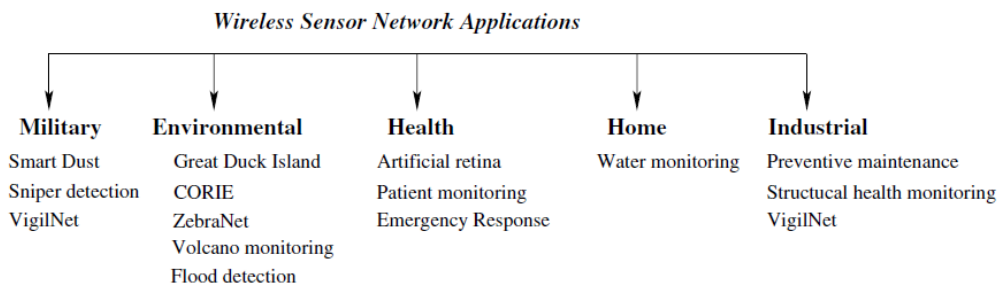 Wireless Sensor Network Applications
Military
Smart Dust
Sniper detection
VigilNet
Environmental
Great Duck Island
CORIE
ZebraNet
Volcano monitoring
Flood detection
Health
Artificial retina
Patient monitoring
Emergency Response
Home
Water monitoring
Industrial
Preventive maintenance
Structucal health monitoring
VigilNet